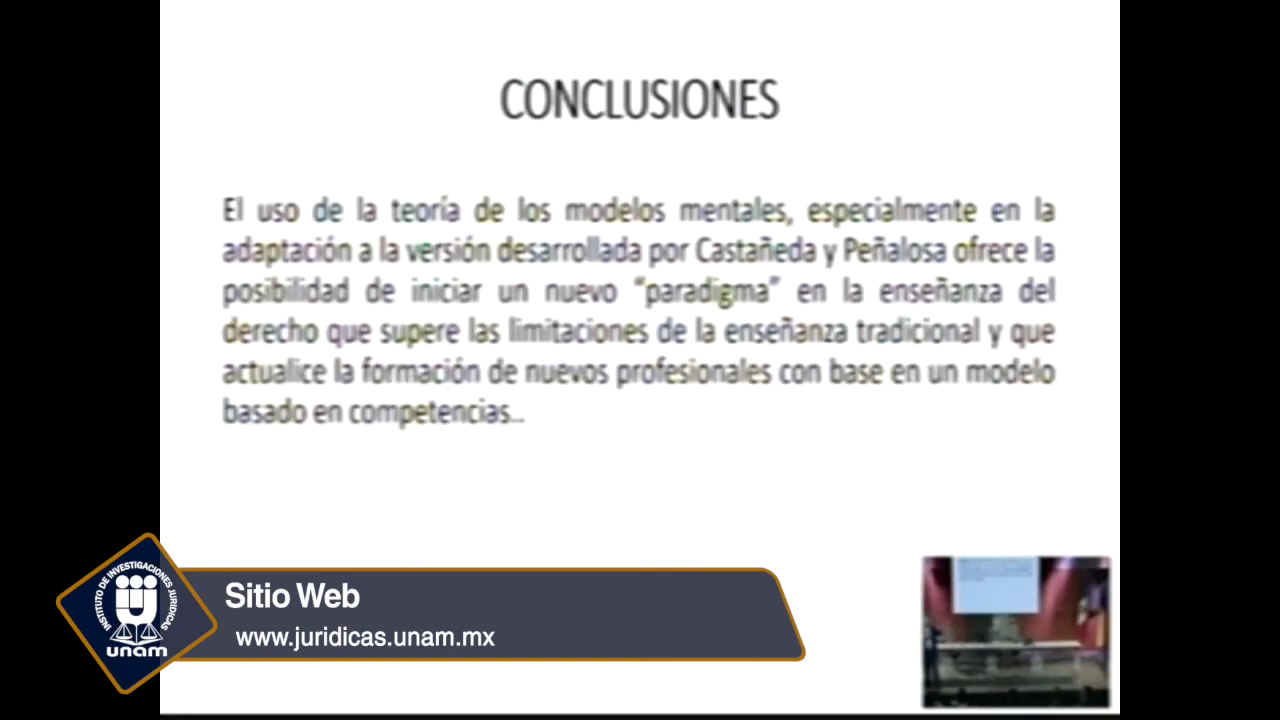 CONCLUSIONES
El uso de la teoría de los modelos mentales, especialmente en la
adaptación a la versión desarrollada por Castañeda y Peñalosa ofrece la
posibilidad de iniciar un nuevo “paradigma” en la enseñanza del
derecho que supere las limitaciones de la enseñanza tradicional y que
actualice la formación de nuevos profesionales con base en un modelo
basado en competencias..
INSTITUTO DE INVESTIGACIONES JURIDICAS
unam
Sitio Web
www.juridicas.unam.mx